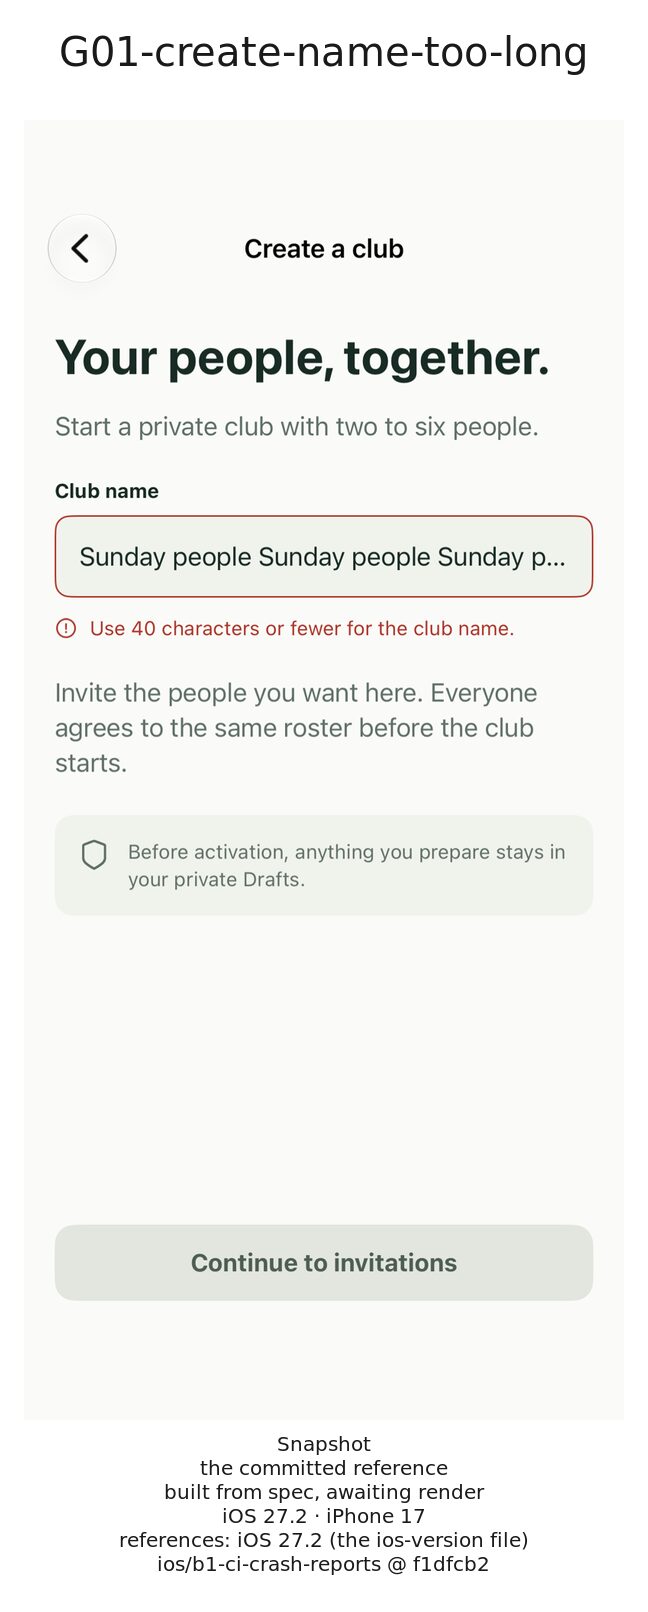 G01-create-name-too-long
Create a club
Your people, together.
Start a private club with two to six people.
Club name
Sunday people Sunday people Sunday p...
Use 40 characters or fewer for the club name.
Invite the people you want here. Everyone
agrees to the same roster before the club
starts.
Before activation, anything you prepare stays in
your private Drafts.
Continue to invitations
Snapshot
the committed reference
built from spec, awaiting render
iOS 27.2 · iPhone 17
references: iOS 27.2 (the ios-version file)
ios/b1-ci-crash-reports @ f1dfcb2